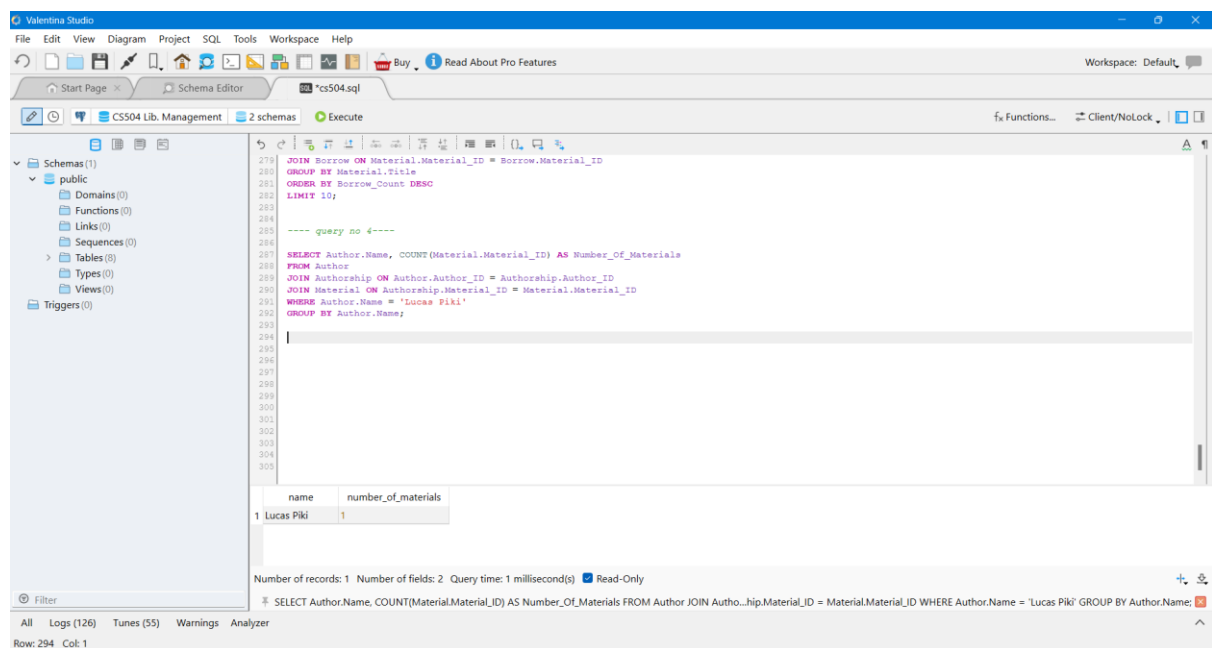 Valentina Studio
File Edit View Diagram Project SQL Tools Workspace Help
Buy Read About Pro Features Workspace: Default
Start Page Schema Editor *cs504.sql
CS504 Lib. Management 2 schemas Execute Functions... Client/NoLock
Schemas (1)
public
Domains (0)
Functions (0)
Links (0)
Sequences (0)
Tables (8)
Types (0)
Views (0)
Triggers (0)
279 JOIN Borrow ON Material.Material_ID = Borrow.Material_ID
280 GROUP BY Material.Title
281 ORDER BY Borrow_Count DESC
282 LIMIT 10;
283
284
285 ---- query no 4----
286
287 SELECT Author.Name, COUNT(Material.Material_ID) AS Number_Of_Materials
288 FROM Author
289 JOIN Authorship ON Author.Author_ID = Authorship.Author_ID
290 JOIN Material ON Authorship.Material_ID = Material.Material_ID
291 WHERE Author.Name = 'Lucas Piki'
292 GROUP BY Author.Name;
293
294
295
296
297
298
299
300
301
302
303
304
305
name number_of_materials
1 Lucas Piki 1
Number of records: 1 Number of fields: 2 Query time: 1 millisecond(s) Read-Only
Filter
SELECT Author.Name, COUNT(Material.Material_ID) AS Number_Of_Materials FROM Author JOIN Autho...hip.Material_ID = Material.Material_ID WHERE Author.Name = 'Lucas Piki' GROUP BY Author.Name;
All Logs (126) Tunes (55) Warnings Analyzer
Row: 294 Col: 1